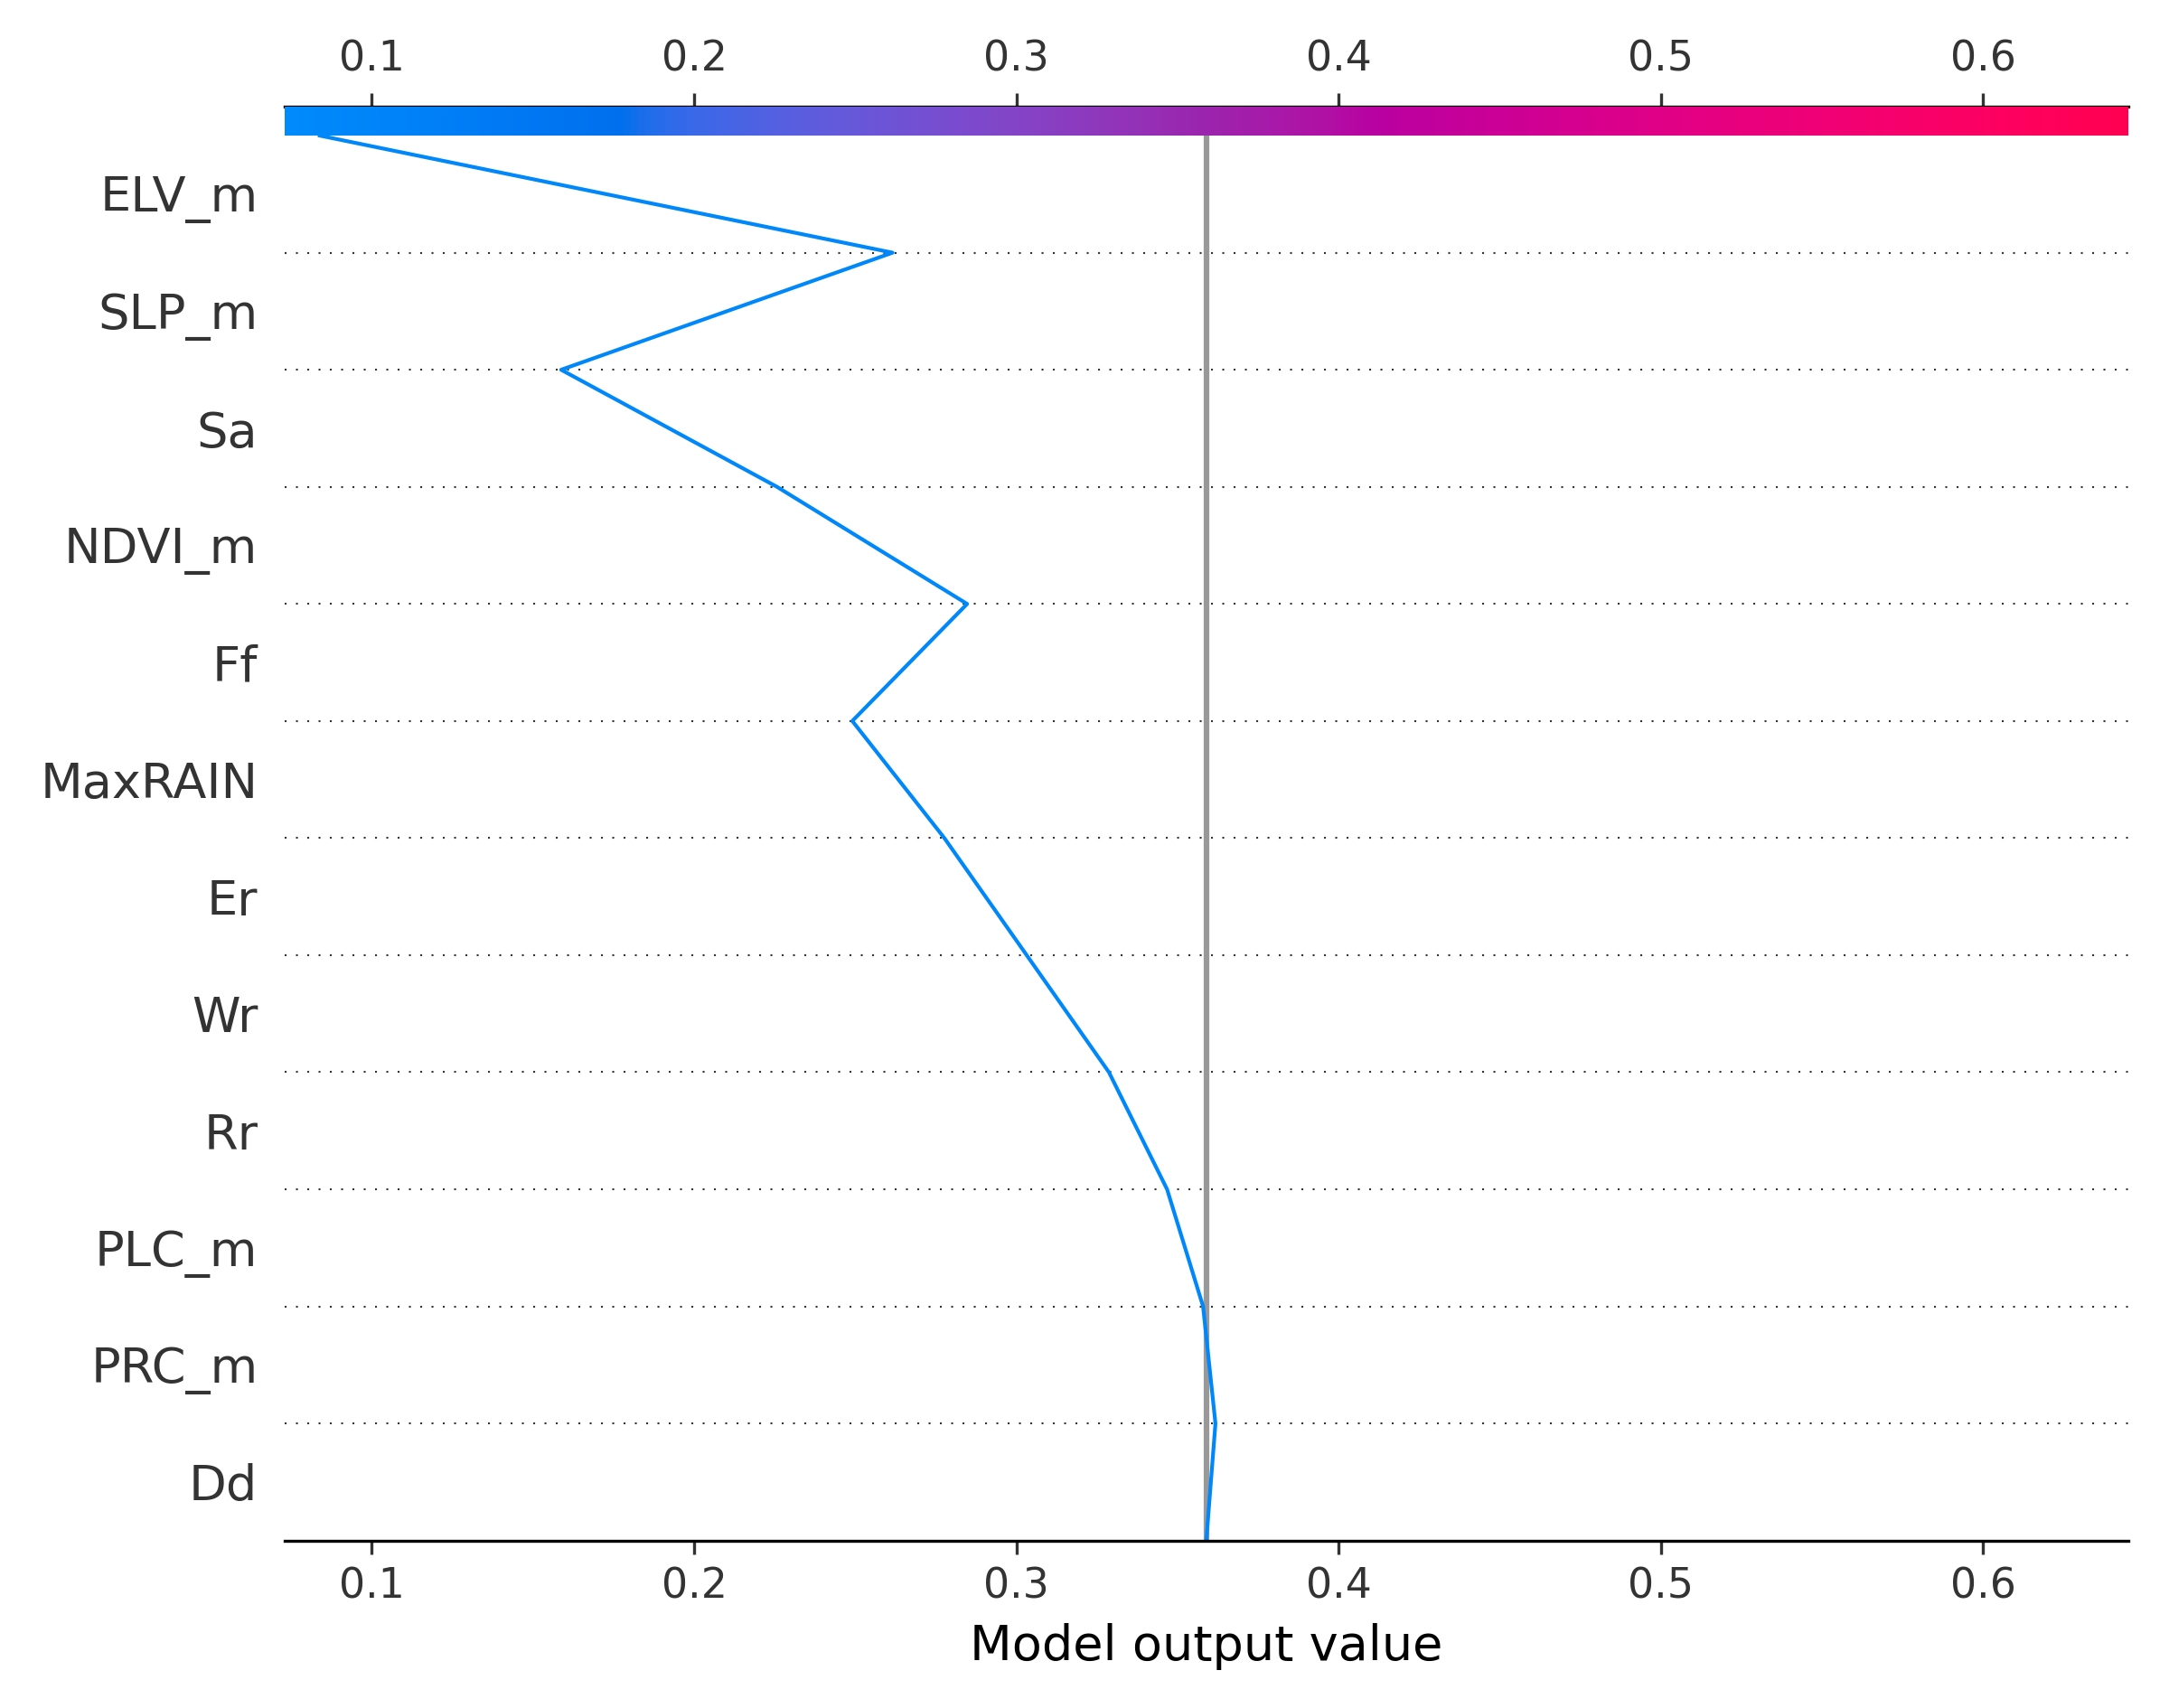 0.1 0.2 0.3 0.4 0.5 0.6
ELV_m
SLP_m
Sa
NDVI_m
Ff
MaxRAIN
Er
Wr
Rr
PLC_m
PRC_m
Dd
0.1 0.2 0.3 0.4 0.5 0.6
Model output value